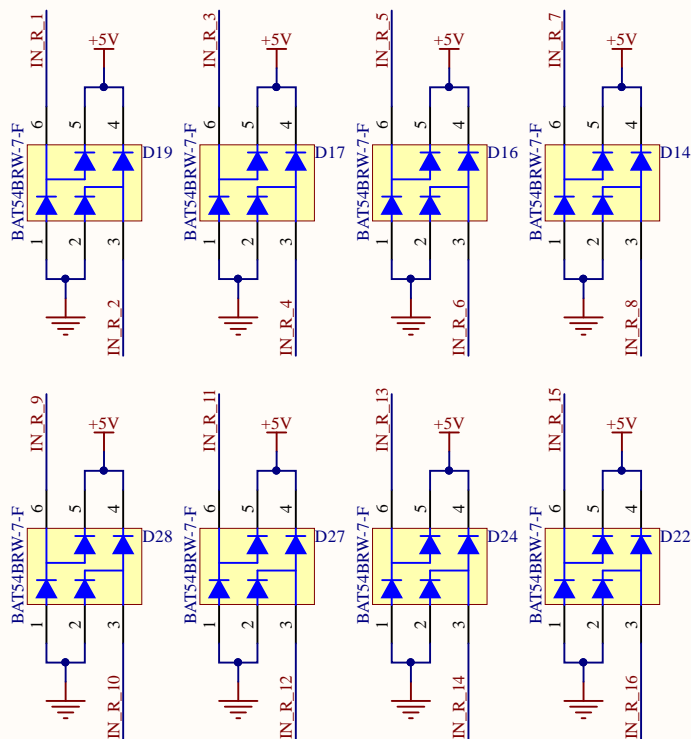 IN_R_1
+5V
6
5
4
BAT54BRW-7-F
D19
1
2
3
IN_R_2
IN_R_3
+5V
6
5
4
BAT54BRW-7-F
D17
1
2
3
IN_R_4
IN_R_5
+5V
6
5
4
BAT54BRW-7-F
D16
1
2
3
IN_R_6
IN_R_7
+5V
6
5
4
BAT54BRW-7-F
D14
1
2
3
IN_R_8
IN_R_9
+5V
6
5
4
BAT54BRW-7-F
D28
1
2
3
IN_R_10
IN_R_11
+5V
6
5
4
BAT54BRW-7-F
D27
1
2
3
IN_R_12
IN_R_13
+5V
6
5
4
BAT54BRW-7-F
D24
1
2
3
IN_R_14
IN_R_15
+5V
6
5
4
BAT54BRW-7-F
D22
1
2
3
IN_R_16